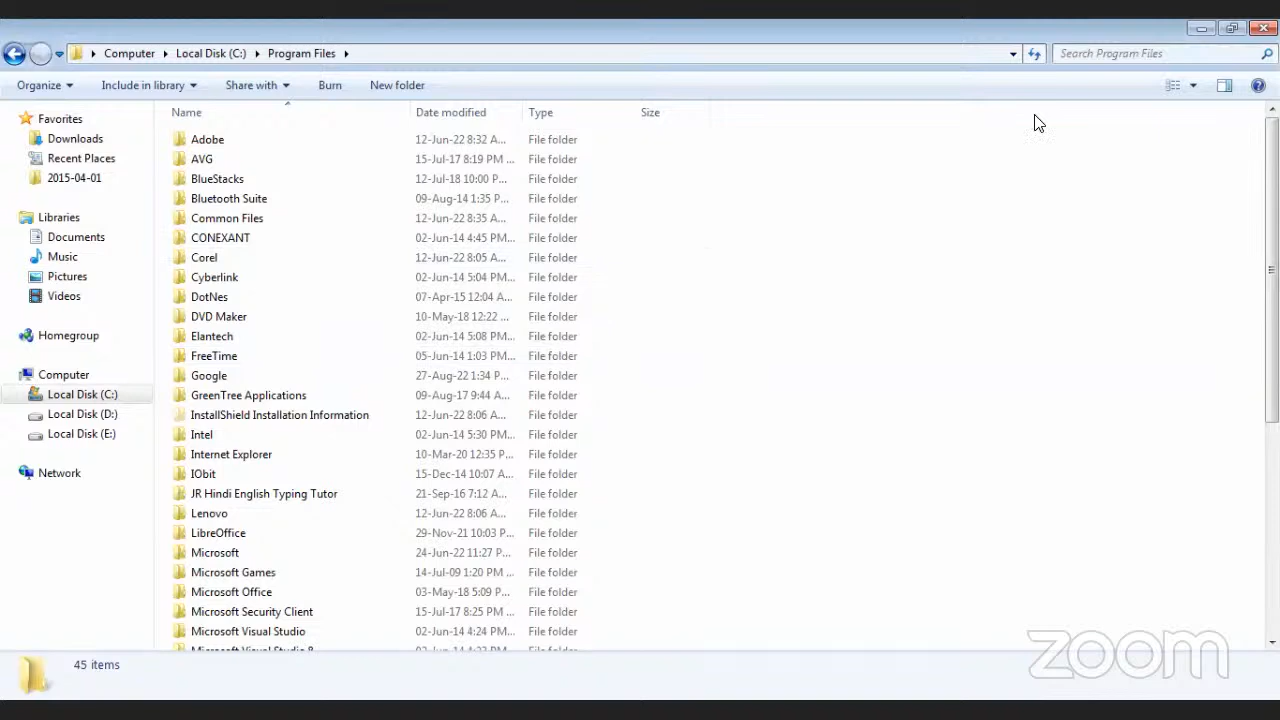 Computer Local Disk (C:) Program Files Search Program Files
Organize Include in library Share with Burn New folder
Favorites
Downloads
Recent Places
2015-04-01
Libraries
Documents
Music
Pictures
Videos
Homegroup
Computer
Local Disk (C:)
Local Disk (D:)
Local Disk (E:)
Network
Name Date modified Type Size
Adobe 12-Jun-22 8:32 A... File folder
AVG 15-Jul-17 8:19 PM ... File folder
BlueStacks 12-Jul-18 10:00 P... File folder
Bluetooth Suite 09-Aug-14 1:35 P... File folder
Common Files 12-Jun-22 8:35 A... File folder
CONEXANT 02-Jun-14 4:45 PM... File folder
Corel 12-Jun-22 8:05 A... File folder
Cyberlink 02-Jun-14 5:04 PM... File folder
DotNes 07-Apr-15 12:04 A... File folder
DVD Maker 10-May-18 12:22 ... File folder
Elantech 02-Jun-14 5:08 PM... File folder
FreeTime 05-Jun-14 1:03 PM... File folder
Google 27-Aug-22 1:34 P... File folder
GreenTree Applications 09-Aug-17 9:44 A... File folder
InstallShield Installation Information 12-Jun-22 8:06 A... File folder
Intel 02-Jun-14 5:30 PM... File folder
Internet Explorer 10-Mar-20 12:35 P... File folder
IObit 15-Dec-14 10:07 A... File folder
JR Hindi English Typing Tutor 21-Sep-16 7:12 A... File folder
Lenovo 12-Jun-22 8:06 A... File folder
LibreOffice 29-Nov-21 10:03 P... File folder
Microsoft 24-Jun-22 11:27 P... File folder
Microsoft Games 14-Jul-09 1:20 PM ... File folder
Microsoft Office 03-May-18 5:09 P... File folder
Microsoft Security Client 15-Jul-17 8:25 PM ... File folder
Microsoft Visual Studio 02-Jun-14 4:24 PM... File folder
45 items
zoom